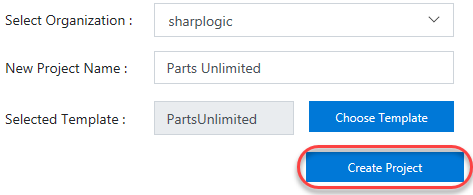 Select Organization : sharplogic
New Project Name : Parts Unlimited
Selected Template : PartsUnlimited Choose Template
Create Project